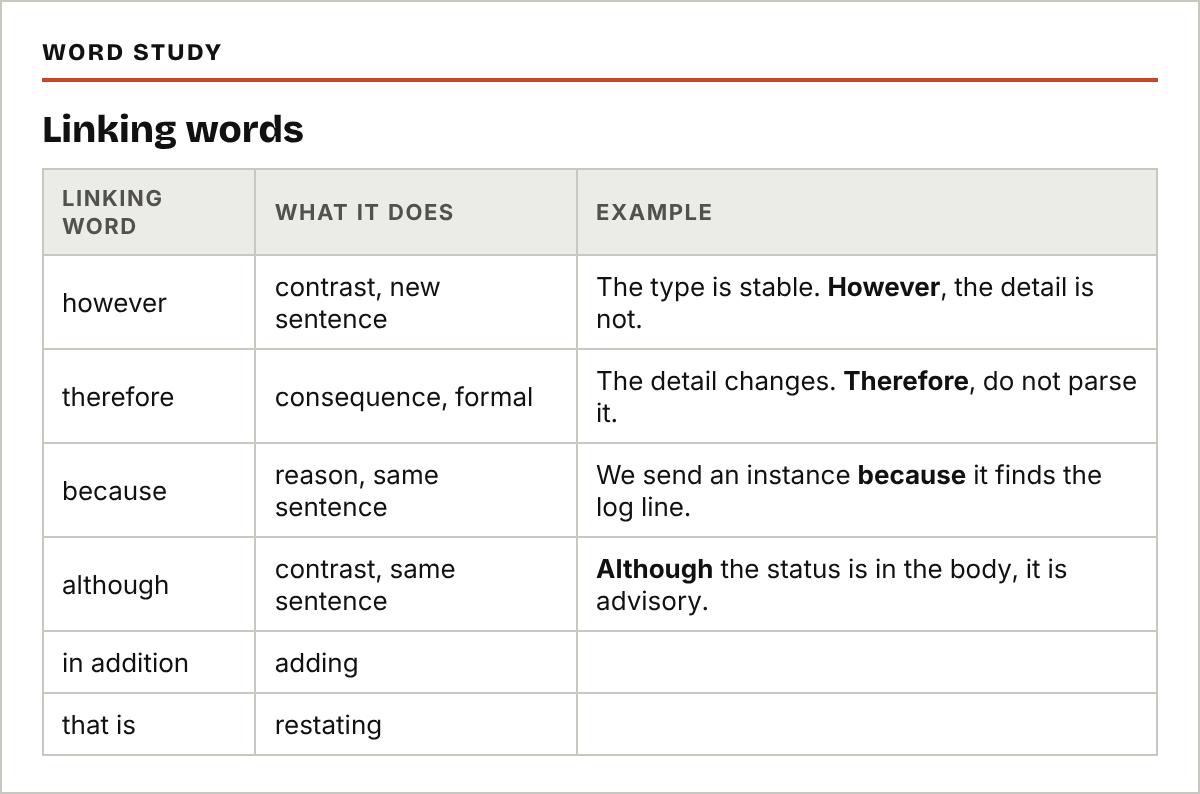 WORD STUDY
Linking words
LINKING
WORD
WHAT IT DOES
EXAMPLE
however
contrast, new
sentence
The type is stable. However, the detail is
not.
therefore
consequence, formal
The detail changes. Therefore, do not parse
it.
because
reason, same
sentence
We send an instance because it finds the
log line.
although
contrast, same
sentence
Although the status is in the body, it is
advisory.
in addition
adding
that is
restating